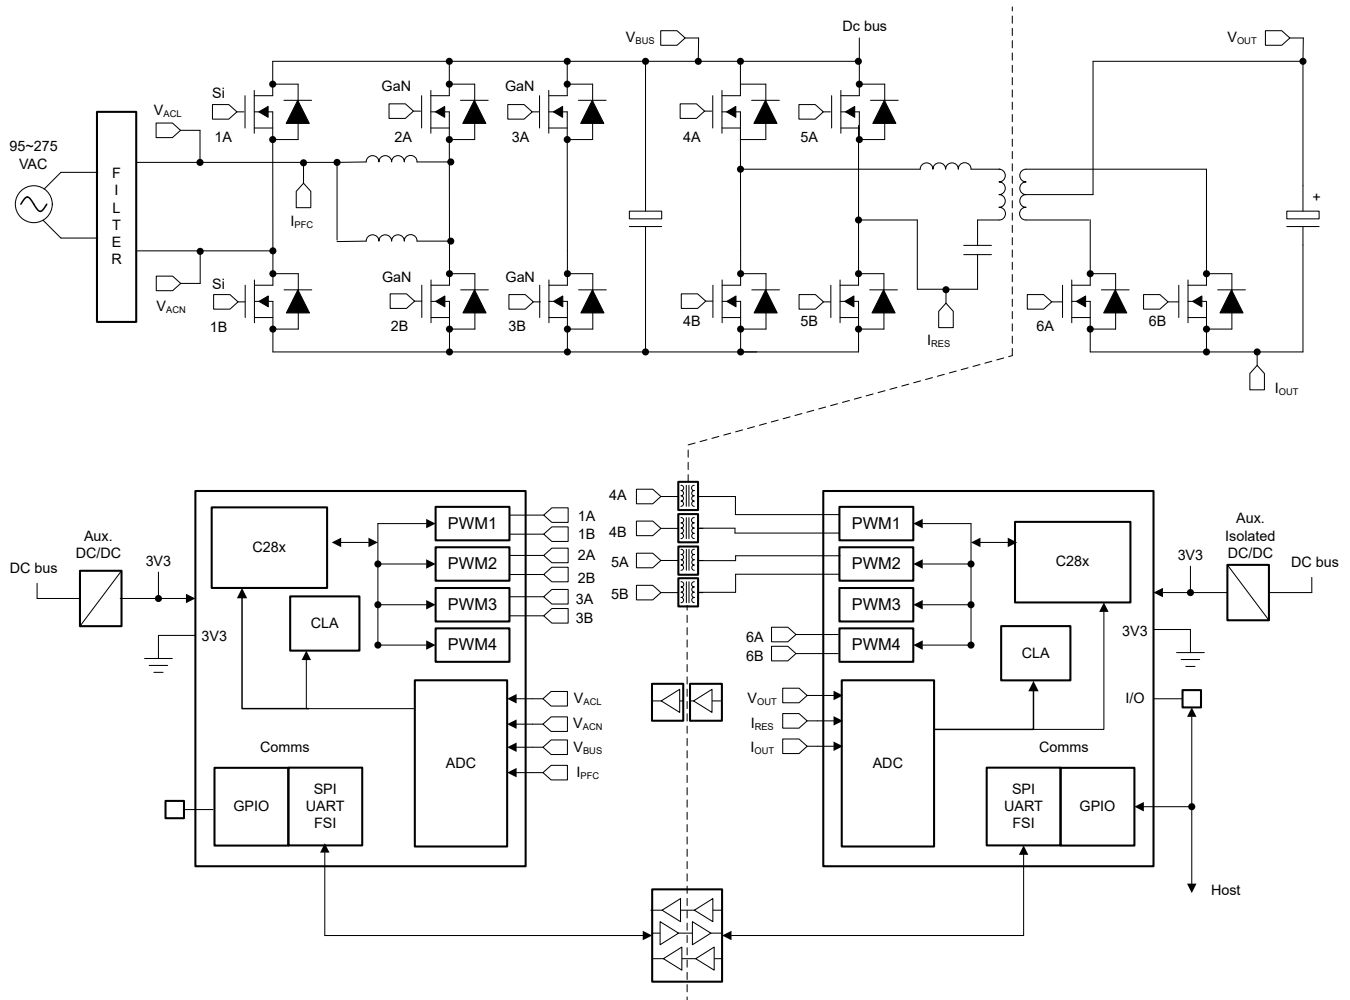 Dc bus
VBUS
VOUT
Si
GaN
GaN
VACL
1A
2A
3A
4A
5A
95~275
VAC
FILTER
IPFC
+
VACN
Si
GaN
GaN
1B
2B
3B
4B
5B
6A
6B
IRES
IOUT
4A
4B
5A
5B
Aux.
DC/DC
DC bus
3V3
3V3
C28x
CLA
PWM1
PWM2
PWM3
PWM4
1A
1B
2A
2B
3A
3B
ADC
VACL
VACN
VBUS
IPFC
Comms
GPIO
SPI
UART
FSI
PWM1
PWM2
PWM3
PWM4
6A
6B
C28x
CLA
VOUT
IRES
IOUT
ADC
Comms
SPI
UART
FSI
GPIO
Aux.
Isolated
DC/DC
3V3
DC bus
3V3
I/O
Host